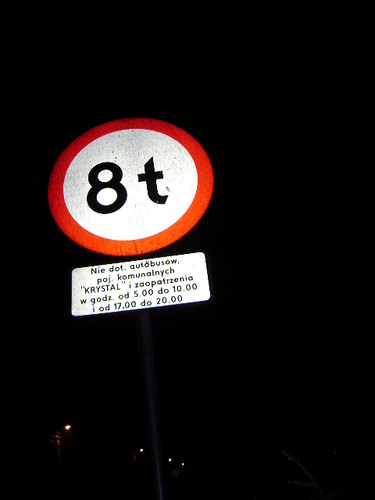 8t
Nie dot. autobusów,
poj. komunalnych
"KRYSTAL" i zaopatrzenia
w godz. od 5.00 do 10.00
i od 17.00 do 20.00